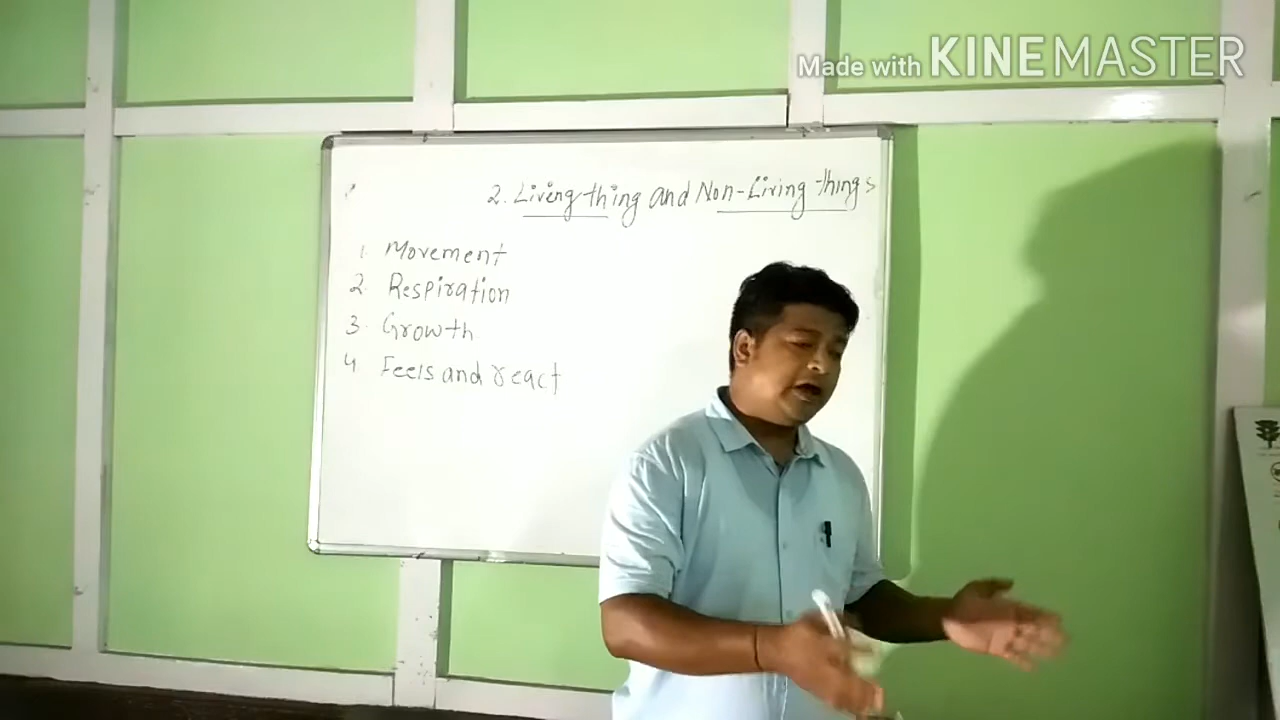 Made with KINEMASTER
2. Living thing and Non-Living things
1. Movement
2. Respiration
3. Growth
4 Feels and react